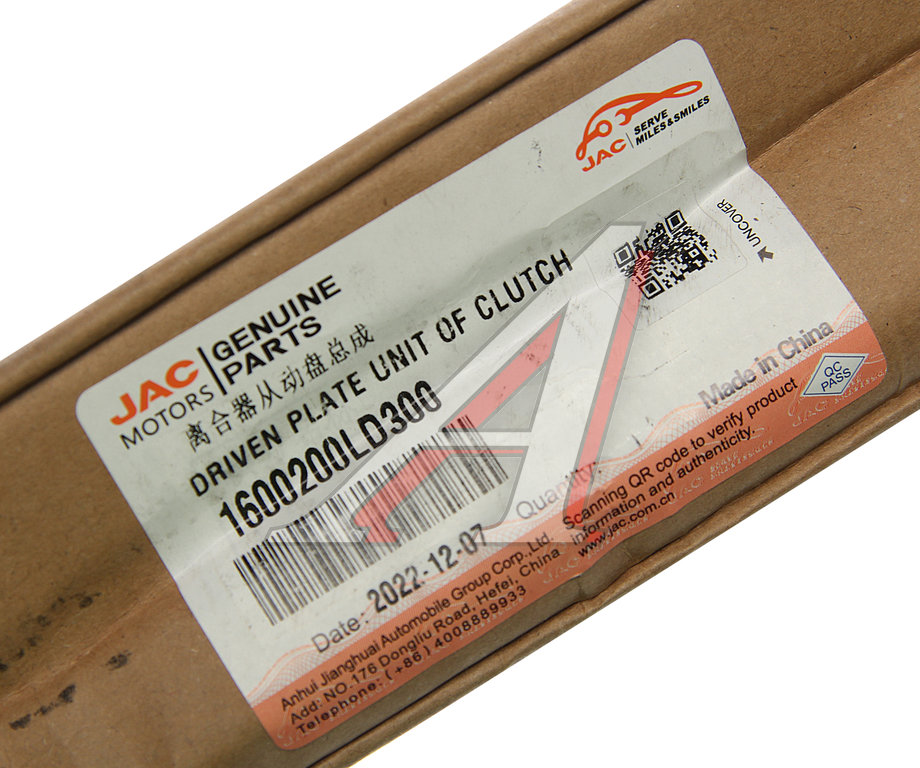 JAC
SERVE
MILES&SMILES
UNCOVER
JAC
MOTORS
GENUINE
PARTS
离合器从动盘总成
DRIVEN PLATE UNIT OF CLUTCH
1600200LD300
Made in China
QC
PASS
Date: 2022-12-07
Quantity: 1
Scanning QR code to verify product
information and authenticity.
www.jac.com.cn
Anhui Jianghuai Automobile Group Corp.,Ltd.
Add: NO.176 Dongliu Road, Hefei, China
Telephone: (+86)4008889933